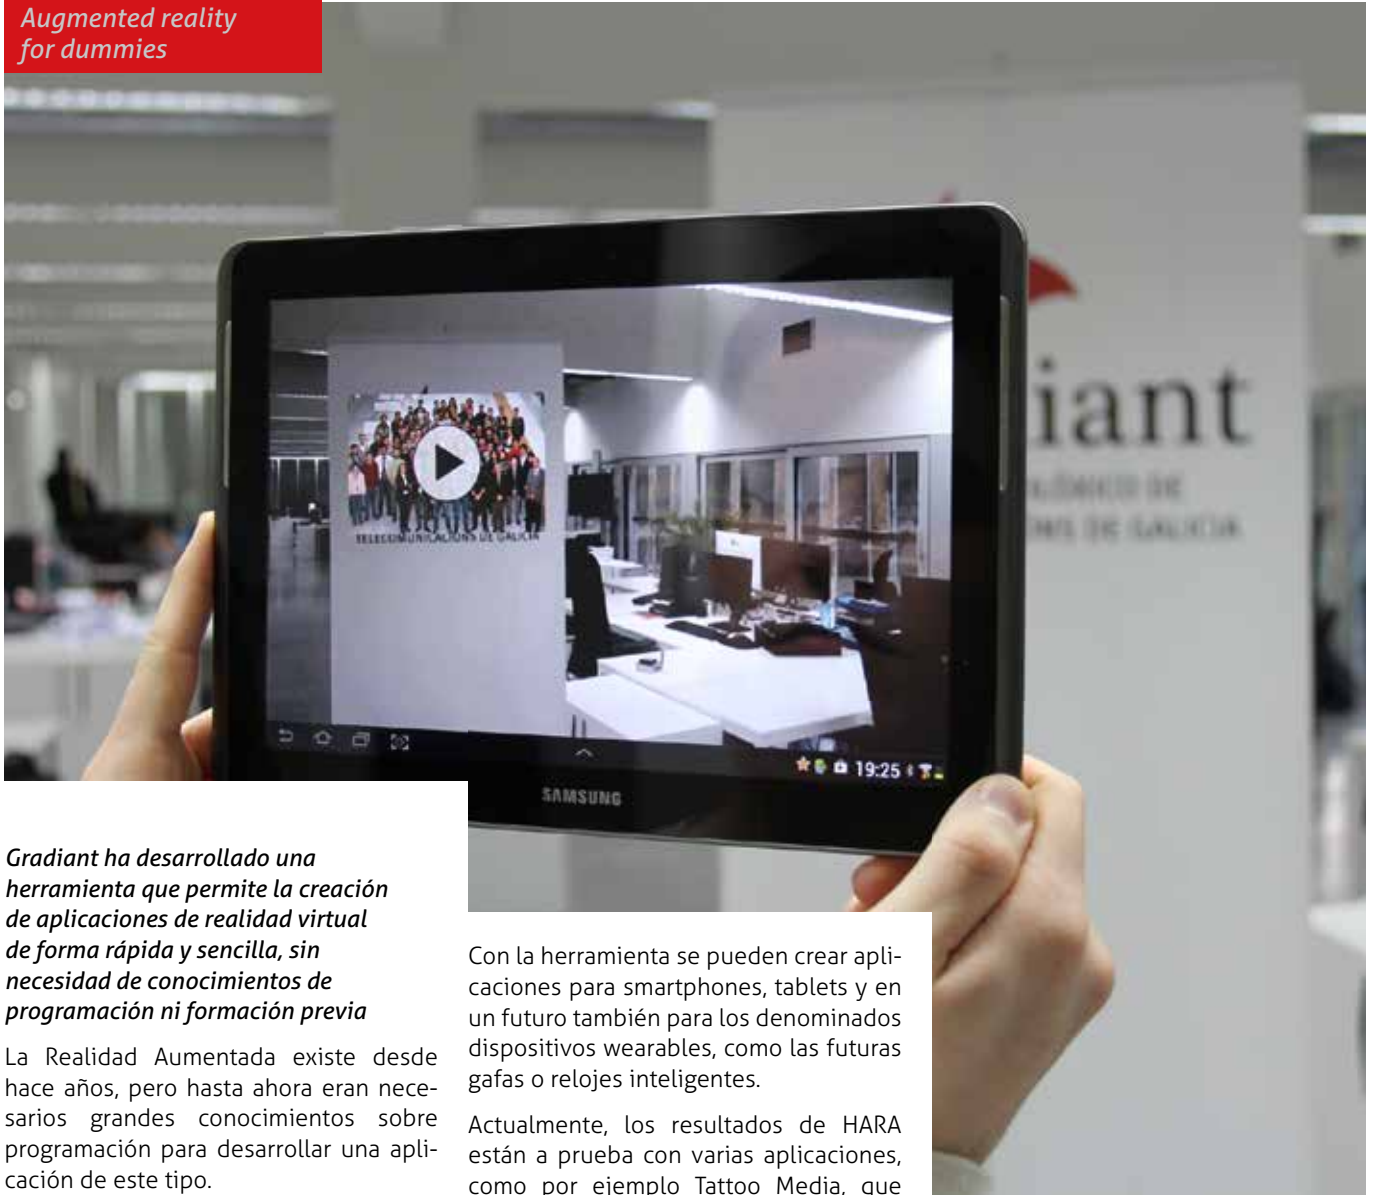 Augmented reality
for dummies
iant
DE GALICIA
TELECOMUNICACIÓNS DE GALICIA
19:25
SAMSUNG
Gradiant ha desarrollado una
herramienta que permite la creación
de aplicaciones de realidad virtual
de forma rápida y sencilla, sin
necesidad de conocimientos de
programación ni formación previa
La Realidad Aumentada existe desde
hace años, pero hasta ahora eran nece-
sarios grandes conocimientos sobre
programación para desarrollar una apli-
cación de este tipo.
Con la herramienta se pueden crear apli-
caciones para smartphones, tablets y en
un futuro también para los denominados
dispositivos wearables, como las futuras
gafas o relojes inteligentes.
Actualmente, los resultados de HARA
están a prueba con varias aplicaciones,
como por ejemplo Tattoo Media, que